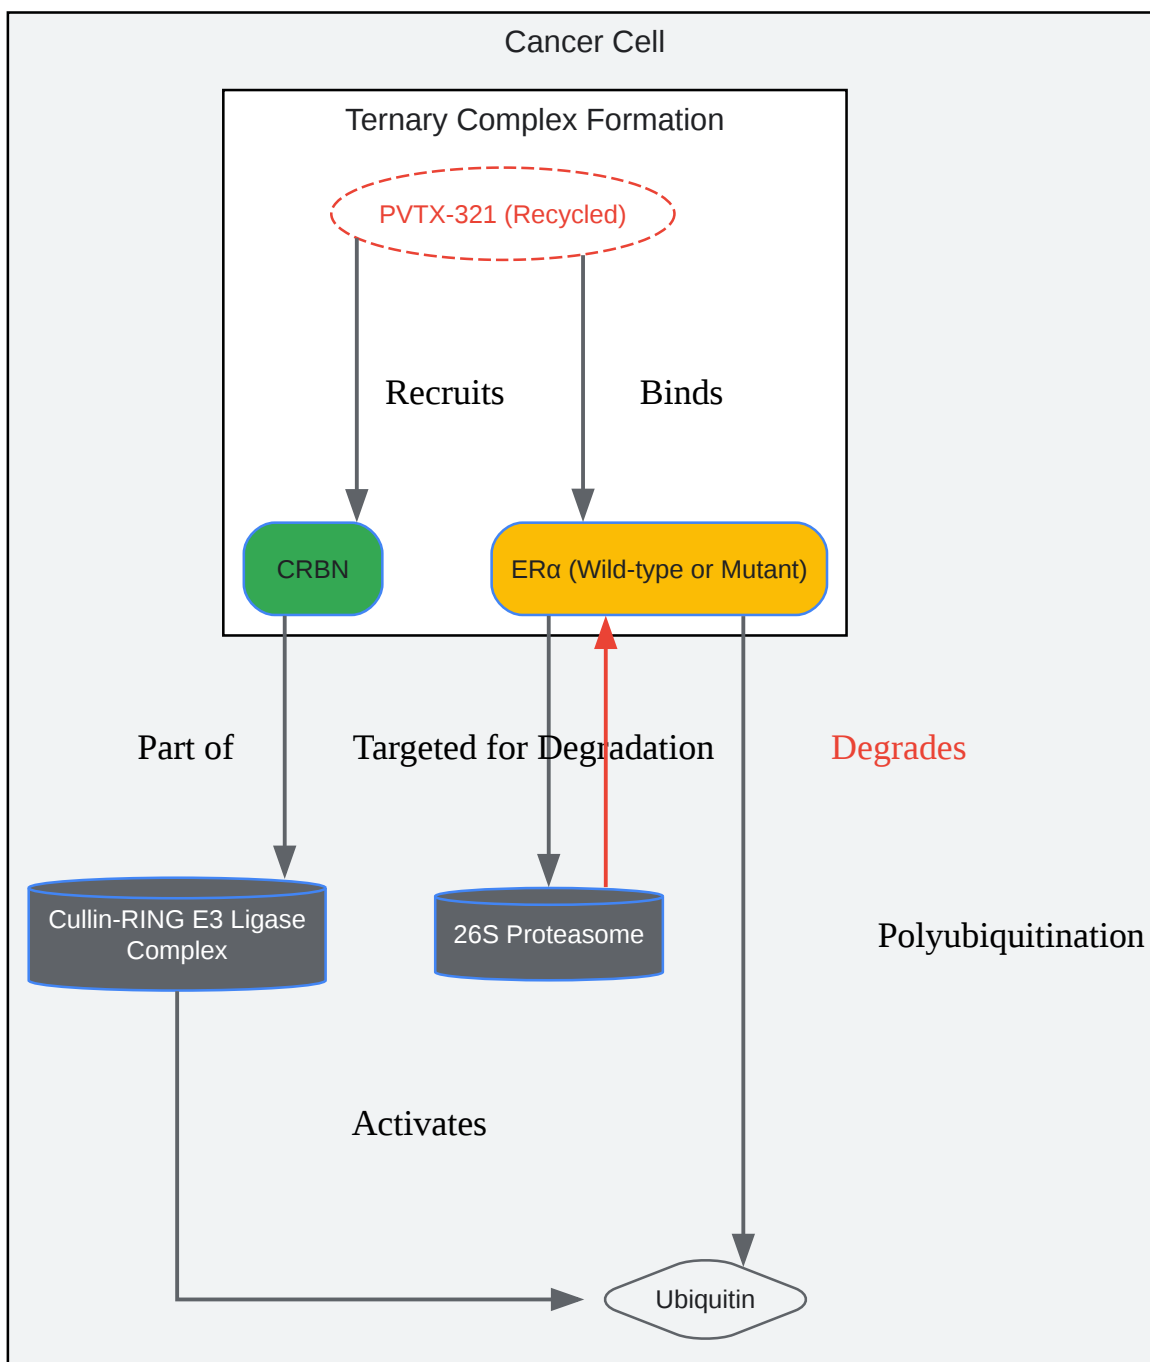 Cancer Cell
Ternary Complex Formation
PVTX-321 (Recycled)
Recruits
Binds
CRBN
ERα (Wild-type or Mutant)
Part of
Targeted for Degradation
Degrades
Cullin-RING E3 Ligase
Complex
26S Proteasome
Polyubiquitination
Activates
Ubiquitin